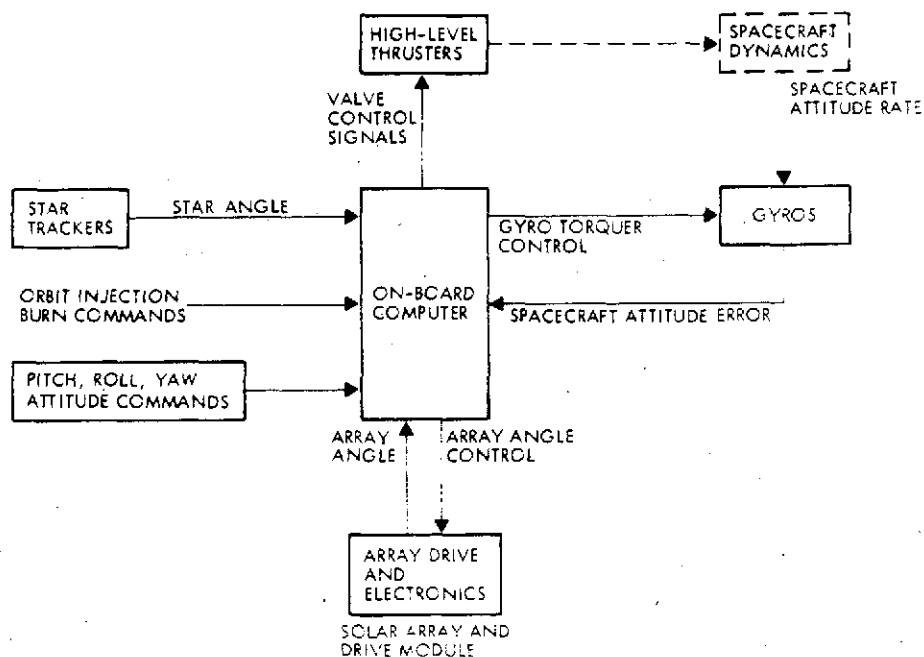 HIGH-LEVEL
THRUSTERS
SPACECRAFT
DYNAMICS
SPACECRAFT
ATTITUDE RATE
VALVE
CONTROL
SIGNALS
STAR
TRACKERS
STAR ANGLE
GYRO TORQUER
CONTROL
GYROS
ORBIT INJECTION
BURN COMMANDS
ON-BOARD
COMPUTER
SPACECRAFT ATTITUDE ERROR
PITCH, ROLL, YAW
ATTITUDE COMMANDS
ARRAY
ANGLE
ARRAY ANGLE
CONTROL
ARRAY DRIVE
AND
ELECTRONICS
SOLAR ARRAY AND
DRIVE MODULE